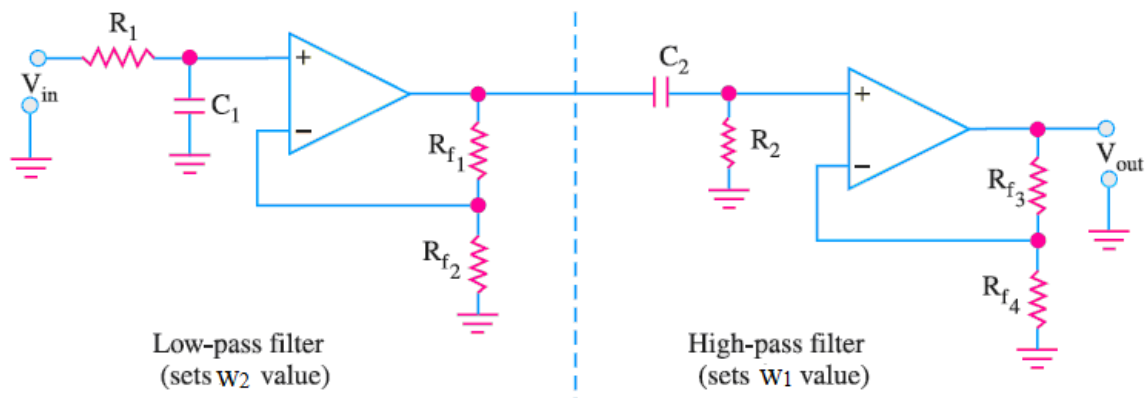 R1
Vin
C1
+
−
Rf1
Rf2
C2
R2
+
−
Vout
Rf3
Rf4
Low-pass filter
(sets w2 value)
High-pass filter
(sets w1 value)